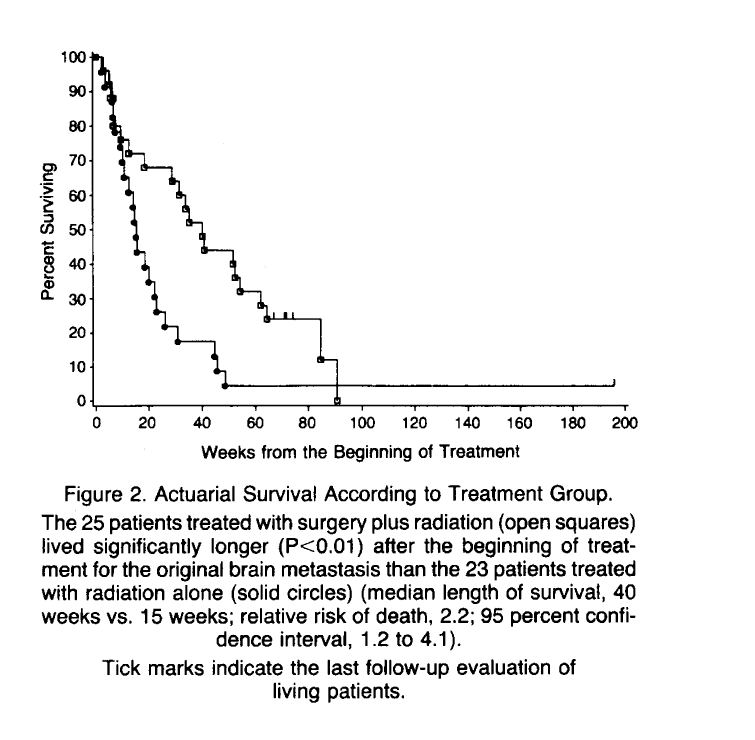 100
90
80
70
60
50
40
30
20
10
0
Percent Surviving
0 20 40 60 80 100 120 140 160 180 200
Weeks from the Beginning of Treatment
Figure 2. Actuarial Survival According to Treatment Group.
The 25 patients treated with surgery plus radiation (open squares)
lived significantly longer (P<0.01) after the beginning of treat-
ment for the original brain metastasis than the 23 patients treated
with radiation alone (solid circles) (median length of survival, 40
weeks vs. 15 weeks; relative risk of death, 2.2; 95 percent confi-
dence interval, 1.2 to 4.1).
Tick marks indicate the last follow-up evaluation of
living patients.